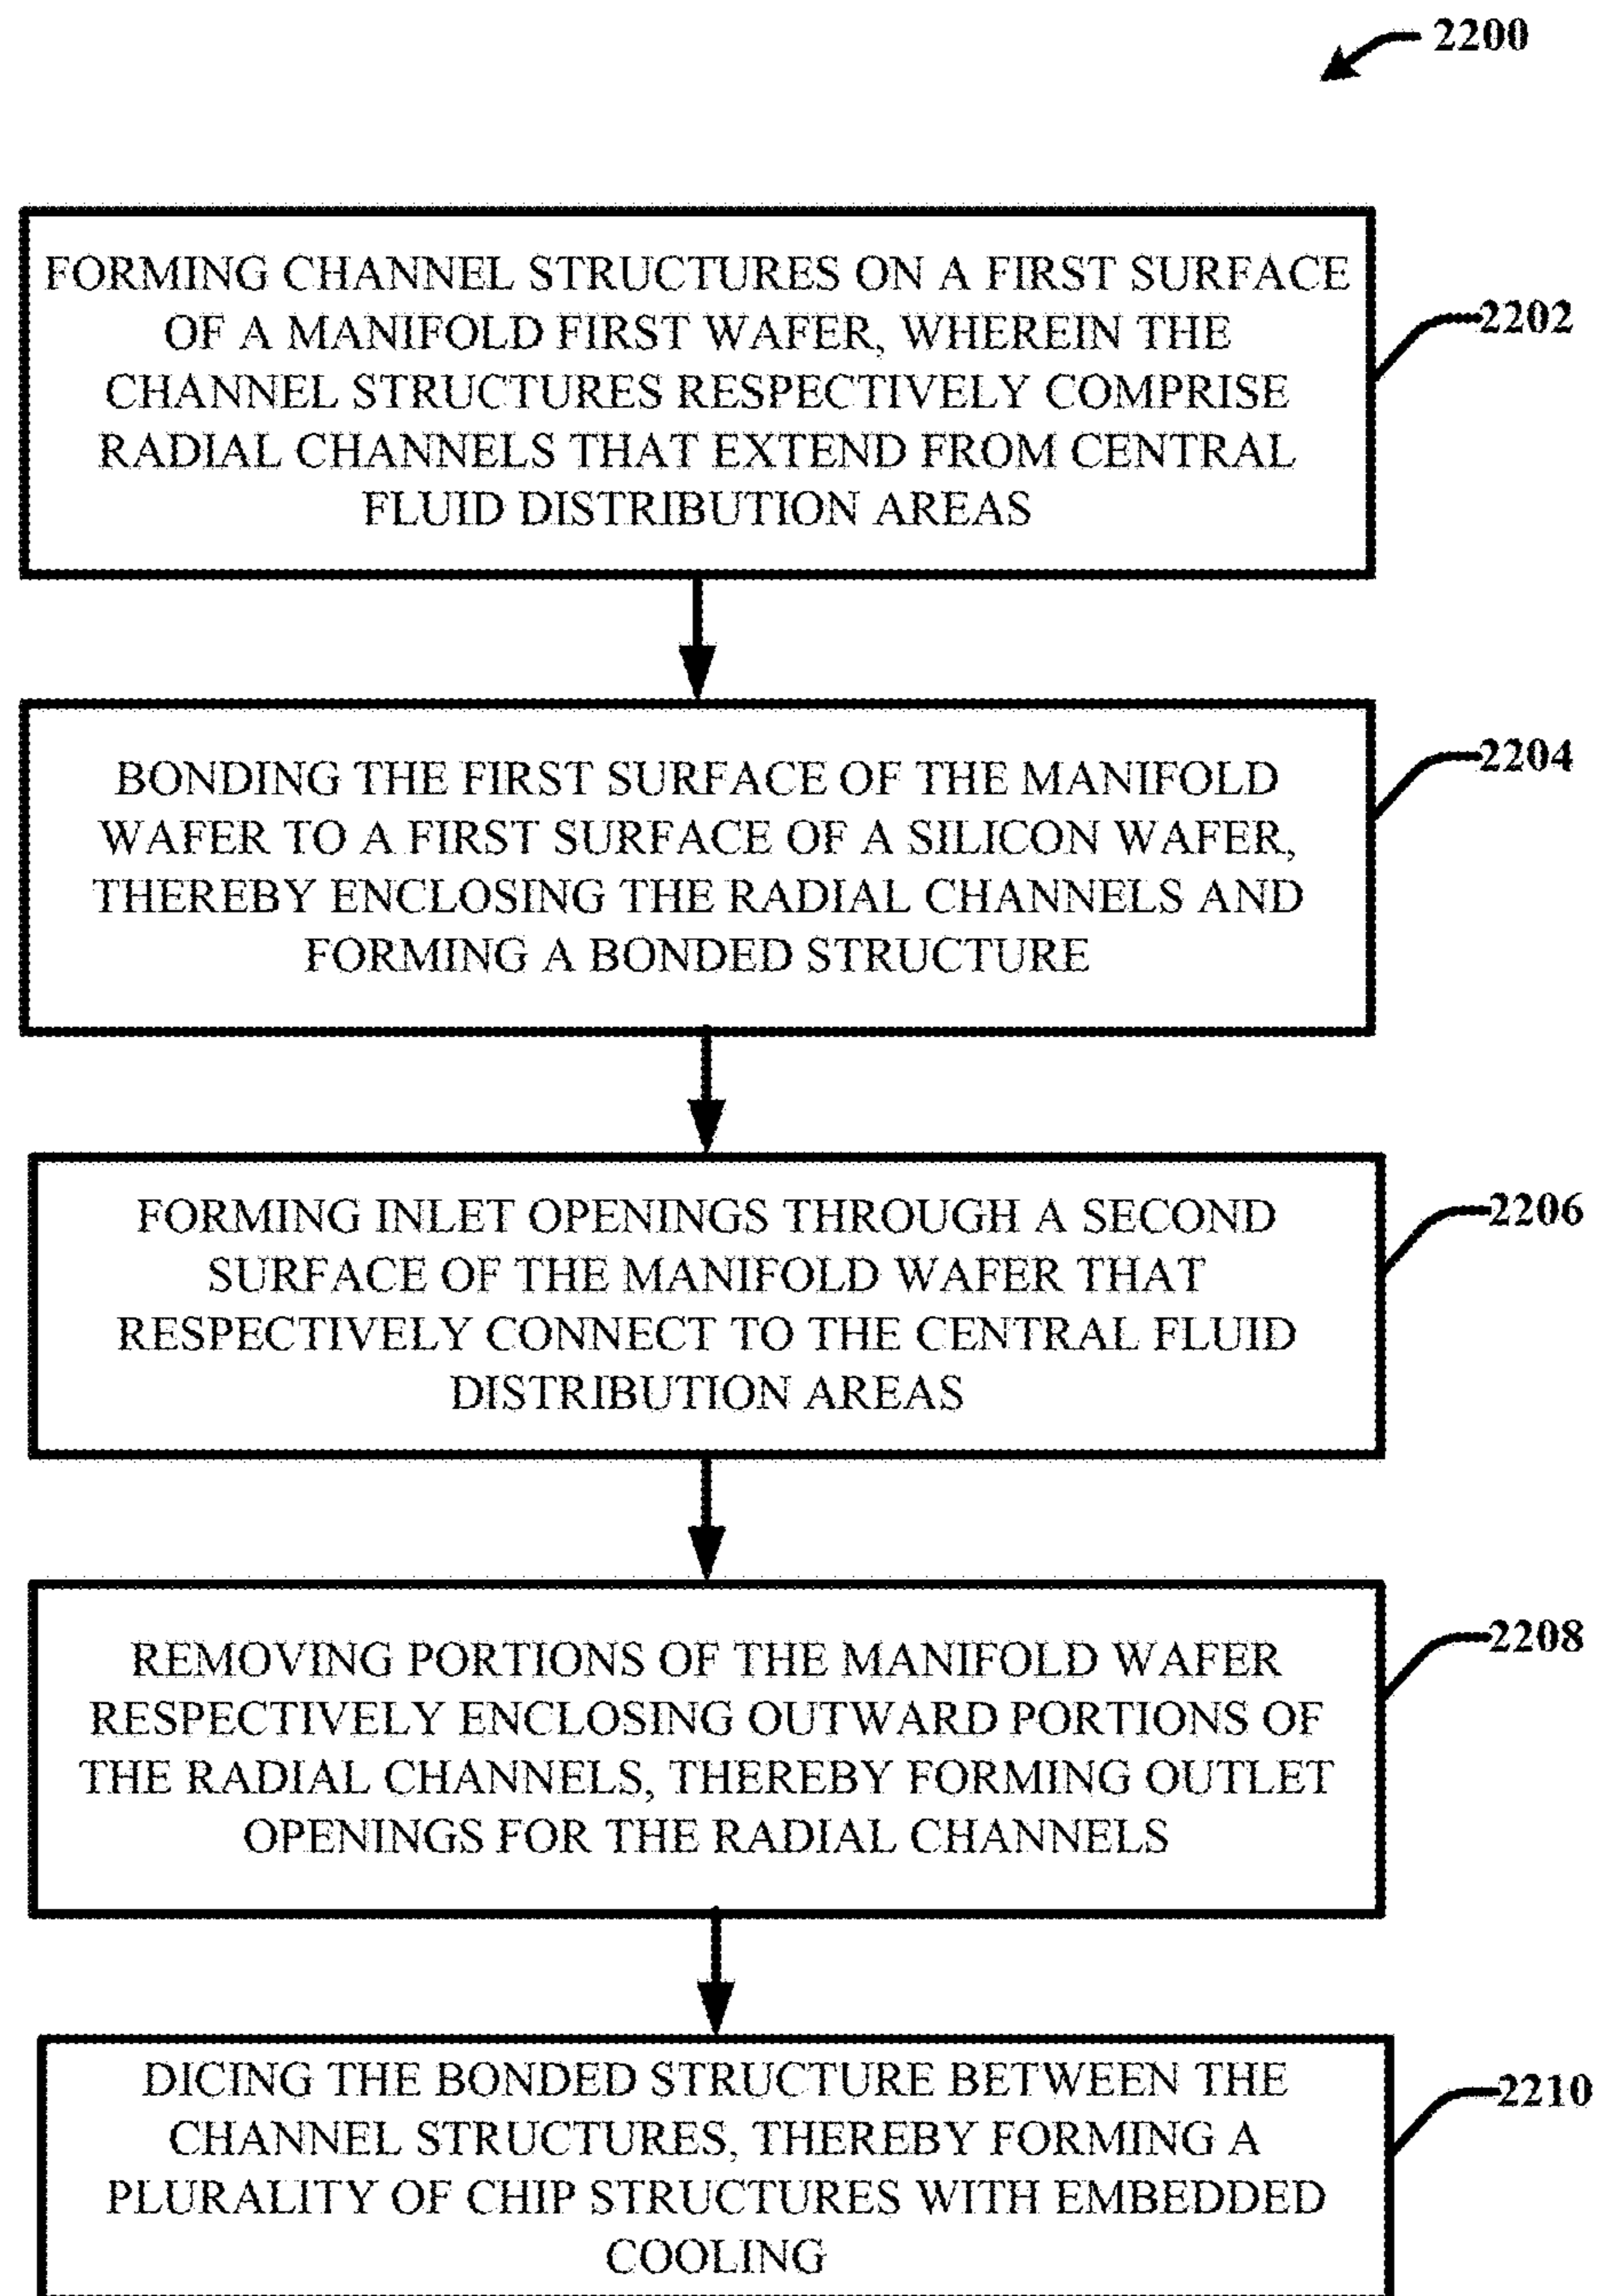 2200
FORMING CHANNEL STRUCTURES ON A FIRST SURFACE
OF A MANIFOLD FIRST WAFER, WHEREIN THE
CHANNEL STRUCTURES RESPECTIVELY COMPRISE
RADIAL CHANNELS THAT EXTEND FROM CENTRAL
FLUID DISTRIBUTION AREAS
2202
BONDING THE FIRST SURFACE OF THE MANIFOLD
WAFER TO A FIRST SURFACE OF A SILICON WAFER,
THEREBY ENCLOSING THE RADIAL CHANNELS AND
FORMING A BONDED STRUCTURE
2204
FORMING INLET OPENINGS THROUGH A SECOND
SURFACE OF THE MANIFOLD WAFER THAT
RESPECTIVELY CONNECT TO THE CENTRAL FLUID
DISTRIBUTION AREAS
2206
REMOVING PORTIONS OF THE MANIFOLD WAFER
RESPECTIVELY ENCLOSING OUTWARD PORTIONS OF
THE RADIAL CHANNELS, THEREBY FORMING OUTLET
OPENINGS FOR THE RADIAL CHANNELS
2208
DICING THE BONDED STRUCTURE BETWEEN THE
CHANNEL STRUCTURES, THEREBY FORMING A
PLURALITY OF CHIP STRUCTURES WITH EMBEDDED
COOLING
2210